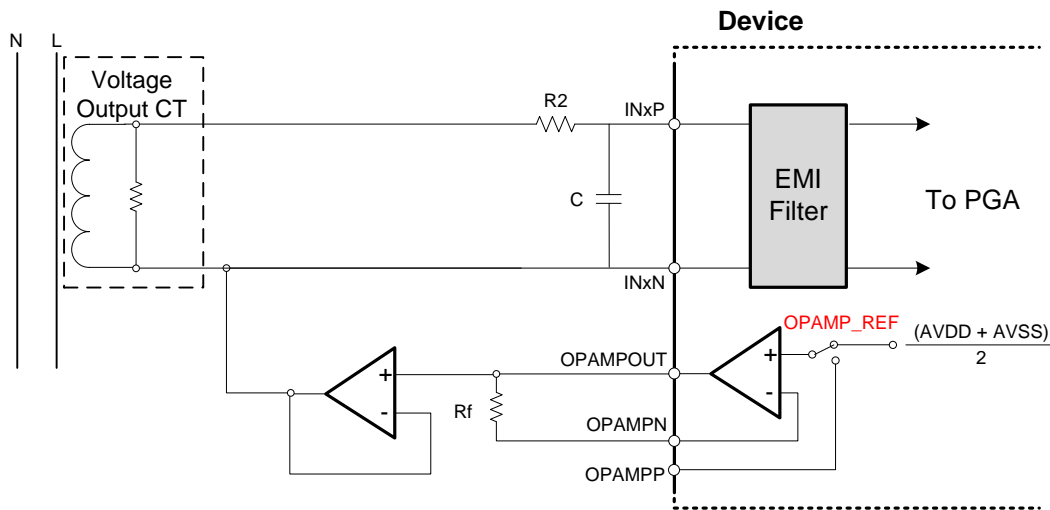 Device
N
L
Voltage
Output CT
R2
INxP
C
EMI
Filter
To PGA
INxN
OPAMP_REF
(AVDD + AVSS)
2
+
-
OPAMPOUT
+
-
Rf
OPAMPN
OPAMPP